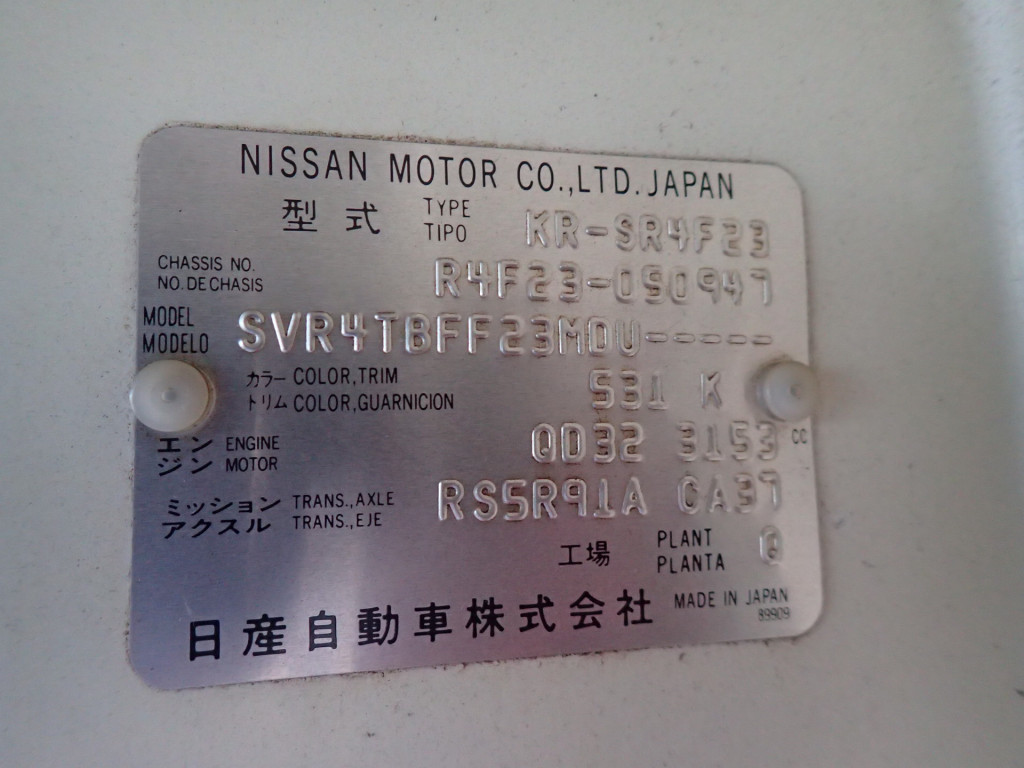 NISSAN MOTOR CO.,LTD. JAPAN
型式 TYPE TIPO KR-SR4F23
CHASSIS NO. NO. DE CHASIS R4F23-050947
MODEL MODELO SVR4TBFF23MDU-----
カラー COLOR,TRIM
トリム COLOR,GUARNICION 531 K
エンジン ENGINE MOTOR QD32 3153 CC
ミッション TRANS.,AXLE
アクスル TRANS.,EJE RS5R91A CA37
工場 PLANT PLANTA Q
日産自動車株式会社 MADE IN JAPAN
89909